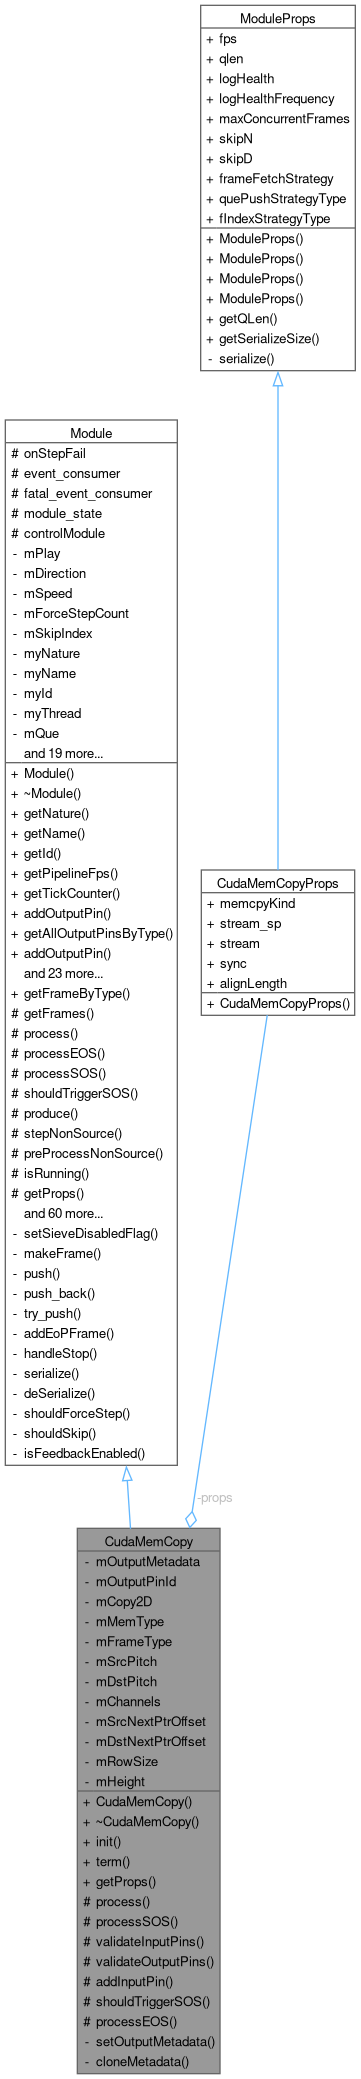 ModuleProps
+ fps
+ qlen
+ logHealth
+ logHealthFrequency
+ maxConcurrentFrames
+ skipN
+ skipD
+ frameFetchStrategy
+ quePushStrategyType
+ fIndexStrategyType
+ ModuleProps()
+ ModuleProps()
+ ModuleProps()
+ ModuleProps()
+ getQLen()
+ getSerializeSize()
- serialize()
Module
# onStepFail
# event_consumer
# fatal_event_consumer
# module_state
# controlModule
- mPlay
- mDirection
- mSpeed
- mForceStepCount
- mSkipIndex
- myNature
- myName
- myId
- myThread
- mQue
and 19 more...
+ Module()
+ ~Module()
+ getNature()
+ getName()
+ getId()
+ getPipelineFps()
+ getTickCounter()
+ addOutputPin()
+ getAllOutputPinsByType()
+ addOutputPin()
and 23 more...
+ getFrameByType()
# getFrames()
# process()
# processEOS()
# processSOS()
# shouldTriggerSOS()
# produce()
# stepNonSource()
# preProcessNonSource()
# isRunning()
# getProps()
and 60 more...
- setSieveDisabledFlag()
- makeFrame()
- push()
- push_back()
- try_push()
- addEoPFrame()
- handleStop()
- serialize()
- deSerialize()
- shouldForceStep()
- shouldSkip()
- isFeedbackEnabled()
CudaMemCopyProps
+ memcpyKind
+ stream_sp
+ stream
+ sync
+ alignLength
+ CudaMemCopyProps()
-props
CudaMemCopy
- mOutputMetadata
- mOutputPinId
- mCopy2D
- mMemType
- mFrameType
- mSrcPitch
- mDstPitch
- mChannels
- mSrcNextPtrOffset
- mDstNextPtrOffset
- mRowSize
- mHeight
+ CudaMemCopy()
+ ~CudaMemCopy()
+ init()
+ term()
+ getProps()
# process()
# processSOS()
# validateInputPins()
# validateOutputPins()
# addInputPin()
# shouldTriggerSOS()
# processEOS()
- setOutputMetadata()
- cloneMetadata()